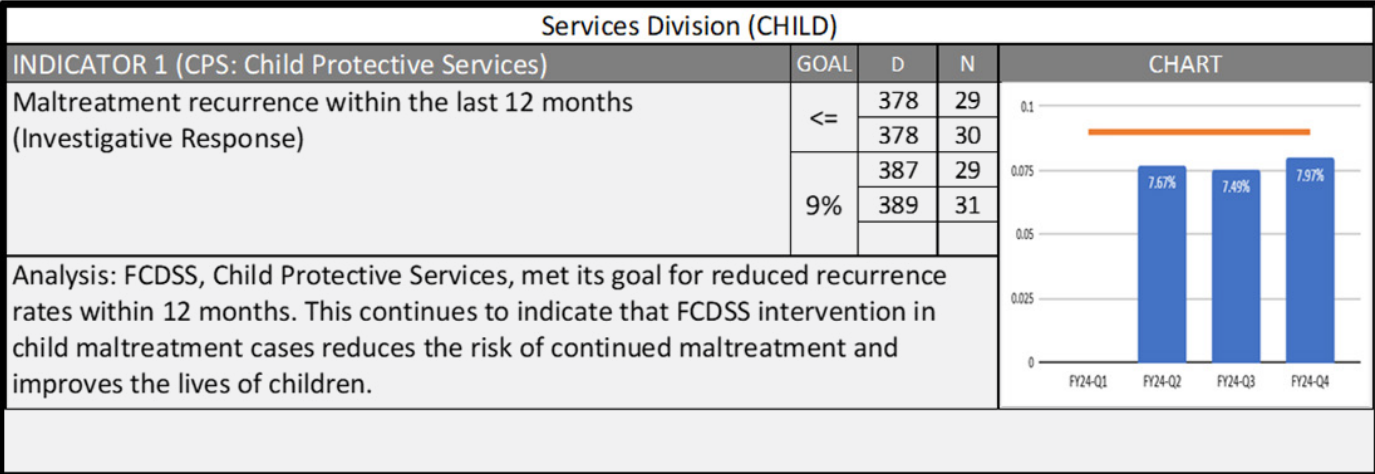 Services Division (CHILD)
INDICATOR 1 (CPS: Child Protective Services) GOAL D N CHART
Maltreatment recurrence within the last 12 months
(Investigative Response)
<=
9%
378 29
378 30
387 29
389 31
Analysis: FCDSS, Child Protective Services, met its goal for reduced recurrence
rates within 12 months. This continues to indicate that FCDSS intervention in
child maltreatment cases reduces the risk of continued maltreatment and
improves the lives of children.
0.1
0.075
0.05
0.025
0
7.67% 7.49% 7.97%
FY24-Q1 FY24-Q2 FY24-Q3 FY24-Q4